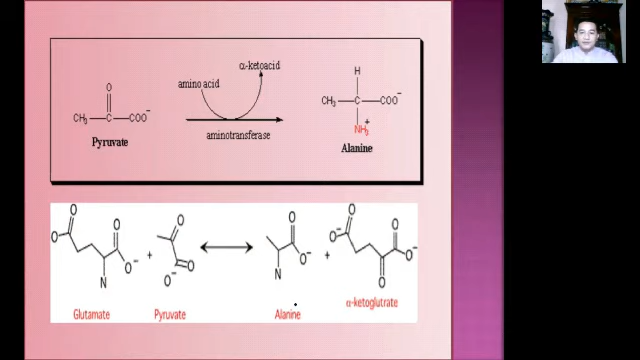 α-ketoacid
amino acid
O
H
CH₃—C—COO⁻
aminotransferase
CH₃—C—COO⁻
NH₃
+
Pyruvate
Alanine
O O O O O⁻ O
O O⁻ + O O⁻ O⁻ + O⁻
N O⁻ N O
Glutamate
Pyruvate
Alanine
α-ketoglutrate